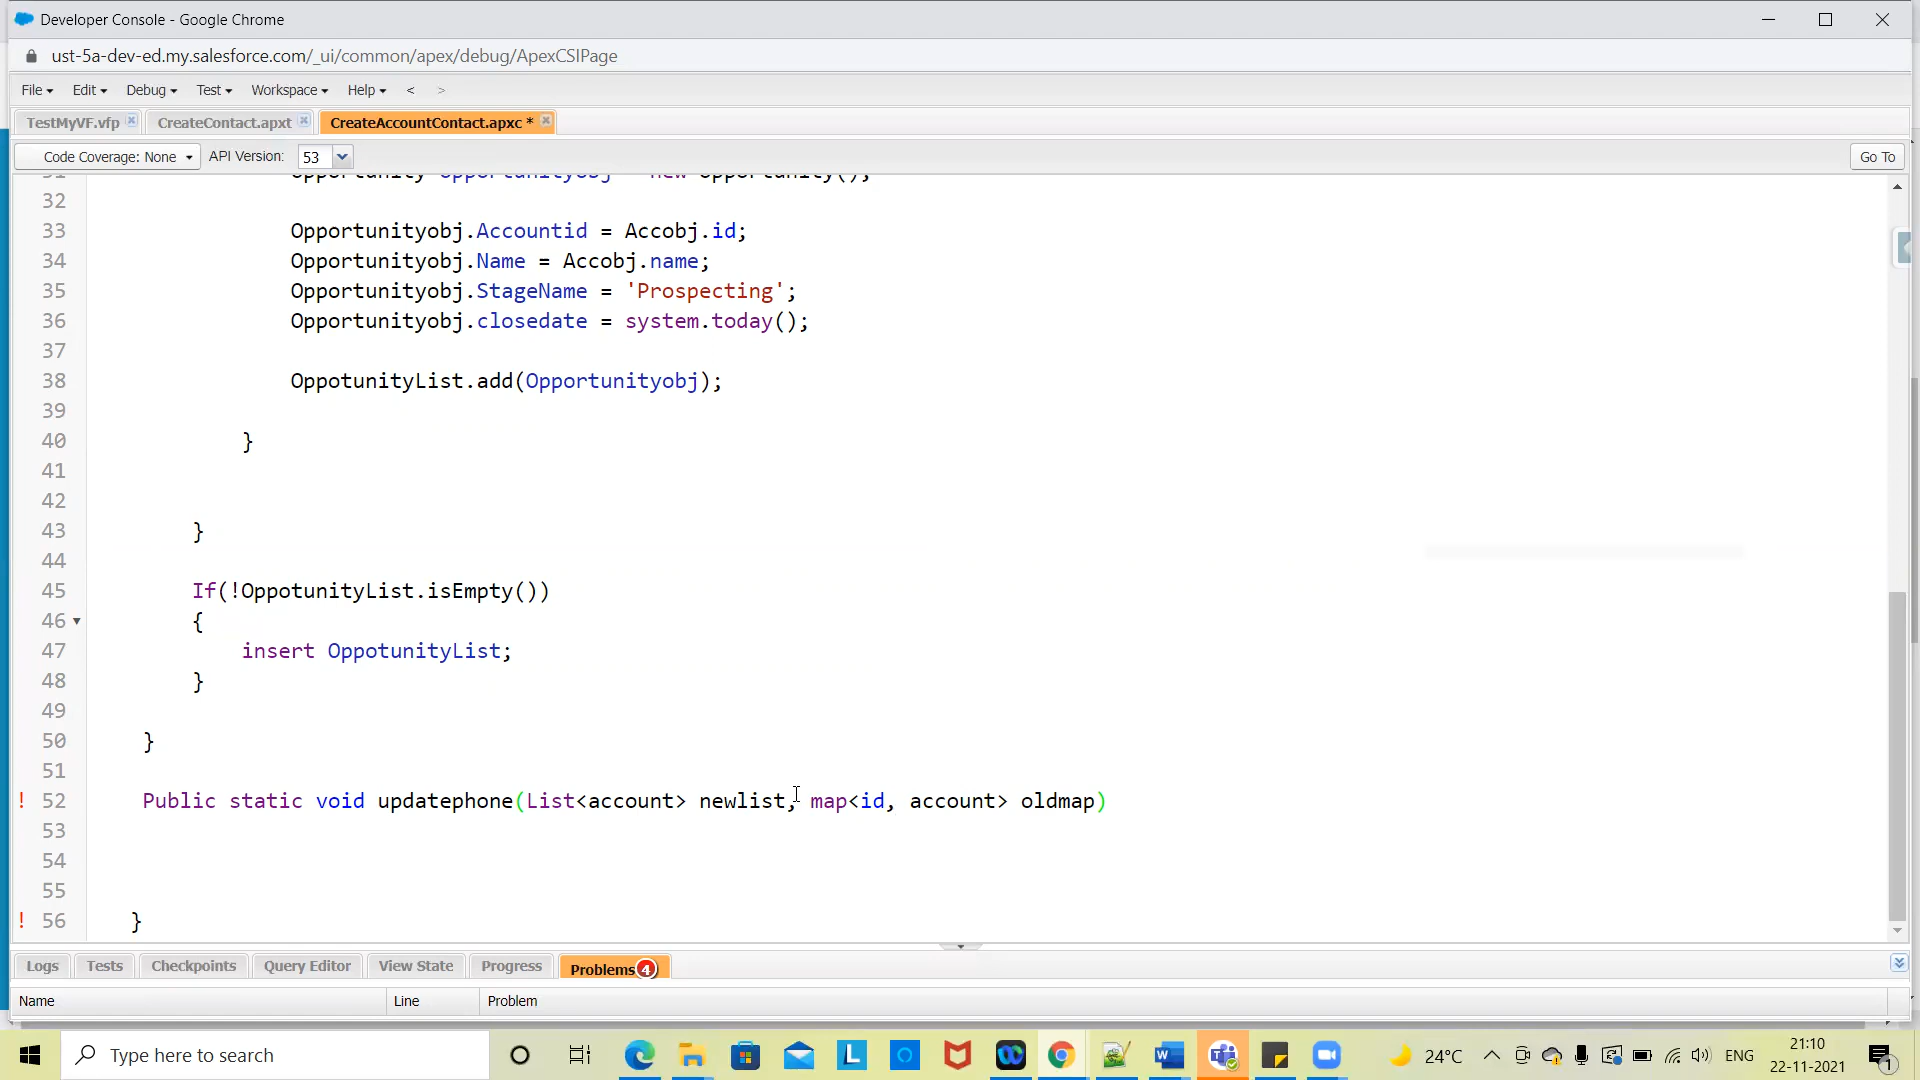 Developer Console - Google Chrome
ust-5a-dev-ed.my.salesforce.com/_ui/common/apex/debug/ApexCSIPage
File Edit Debug Test Workspace Help < >
TestMyVF.vfp CreateContact.apxt CreateAccountContact.apxc *
Code Coverage: None API Version: 53 Go To
31 Opportunity Opportunityobj = new Opportunity();
32
33 Opportunityobj.Accountid = Accobj.id;
34 Opportunityobj.Name = Accobj.name;
35 Opportunityobj.StageName = 'Prospecting';
36 Opportunityobj.closedate = system.today();
37
38 OppotunityList.add(Opportunityobj);
39
40 }
41
42
43 }
44
45 If(!OppotunityList.isEmpty())
46 {
47 insert OppotunityList;
48 }
49
50 }
51
! 52 Public static void updatephone(List<account> newlist, map<id, account> oldmap)
53
54
55
! 56 }
Logs Tests Checkpoints Query Editor View State Progress Problems 4
Name Line Problem
Type here to search
24°C ENG
21:10
22-11-2021
1